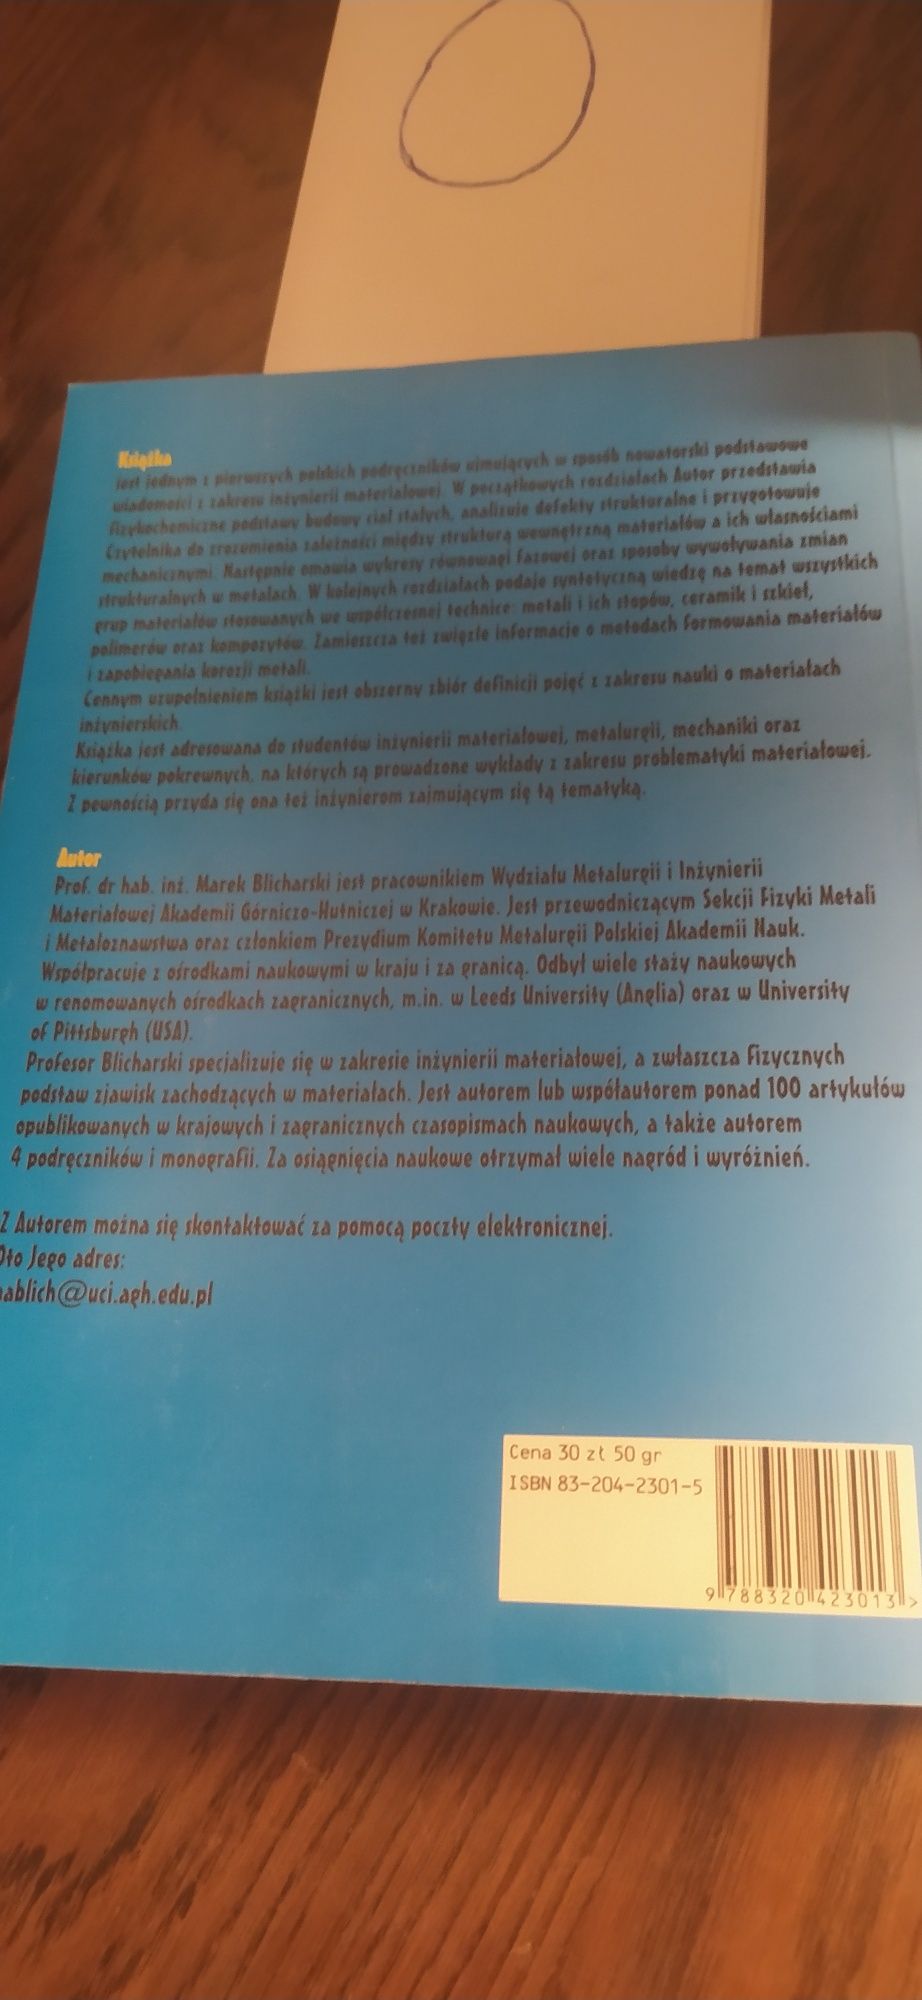 Książka
jest jednym z pierwszych polskich podręczników ujmujących w sposób nowatorski podstawowe
wiadomości z zakresu inżynierii materiałowej. W początkowych rozdziałach Autor przedstawia
fizykochemiczne podstawy budowy ciał stałych, analizuje defekty strukturalne i przygotowuje
Czytelnika do zrozumienia zależności między strukturą wewnętrzną materiałów a ich własnościami
mechanicznymi. Następnie omawia wykresy równowagi fazowej oraz sposoby wywoływania zmian
strukturalnych w metalach. W kolejnych rozdziałach podaje syntetyczną wiedzę na temat wszystkich
grup materiałów stosowanych we współczesnej technice: metali i ich stopów, ceramik i szkieł,
polimerów oraz kompozytów. Zamieszcza też zwięzłe informacje o metodach formowania materiałów
i zapobiegania korozji metali.
Cennym uzupełnieniem książki jest obszerny zbiór definicji pojęć z zakresu nauki o materiałach
inżynierskich.
Książka jest adresowana do studentów inżynierii materiałowej, metalurgii, mechaniki oraz
kierunków pokrewnych, na których są prowadzone wykłady z zakresu problematyki materiałowej.
Z pewnością przyda się ona też inżynierom zajmującym się tą tematyką.
Autor
Prof. dr hab. inż. Marek Blicharski jest pracownikiem Wydziału Metalurgii i Inżynierii
Materiałowej Akademii Górniczo-Hutniczej w Krakowie. Jest przewodniczącym Sekcji Fizyki Metali
i Metaloznawstwa oraz członkiem Prezydium Komitetu Metalurgii Polskiej Akademii Nauk.
Współpracuje z ośrodkami naukowymi w kraju i za granicą. Odbył wiele staży naukowych
w renomowanych ośrodkach zagranicznych, m.in. w Leeds University (Anglia) oraz w University
of Pittsburgh (USA).
Profesor Blicharski specjalizuje się w zakresie inżynierii materiałowej, a zwłaszcza fizycznych
podstaw zjawisk zachodzących w materiałach. Jest autorem lub współautorem ponad 100 artykułów
opublikowanych w krajowych i zagranicznych czasopismach naukowych, a także autorem
4 podręczników i monografii. Za osiągnięcia naukowe otrzymał wiele nagród i wyróżnień.
Z Autorem można się skontaktować za pomocą poczty elektronicznej.
Oto Jego adres:
ablich@uci.agh.edu.pl
Cena 30 zł 50 gr
ISBN 83-204-2301-5
9 788320 423013 >